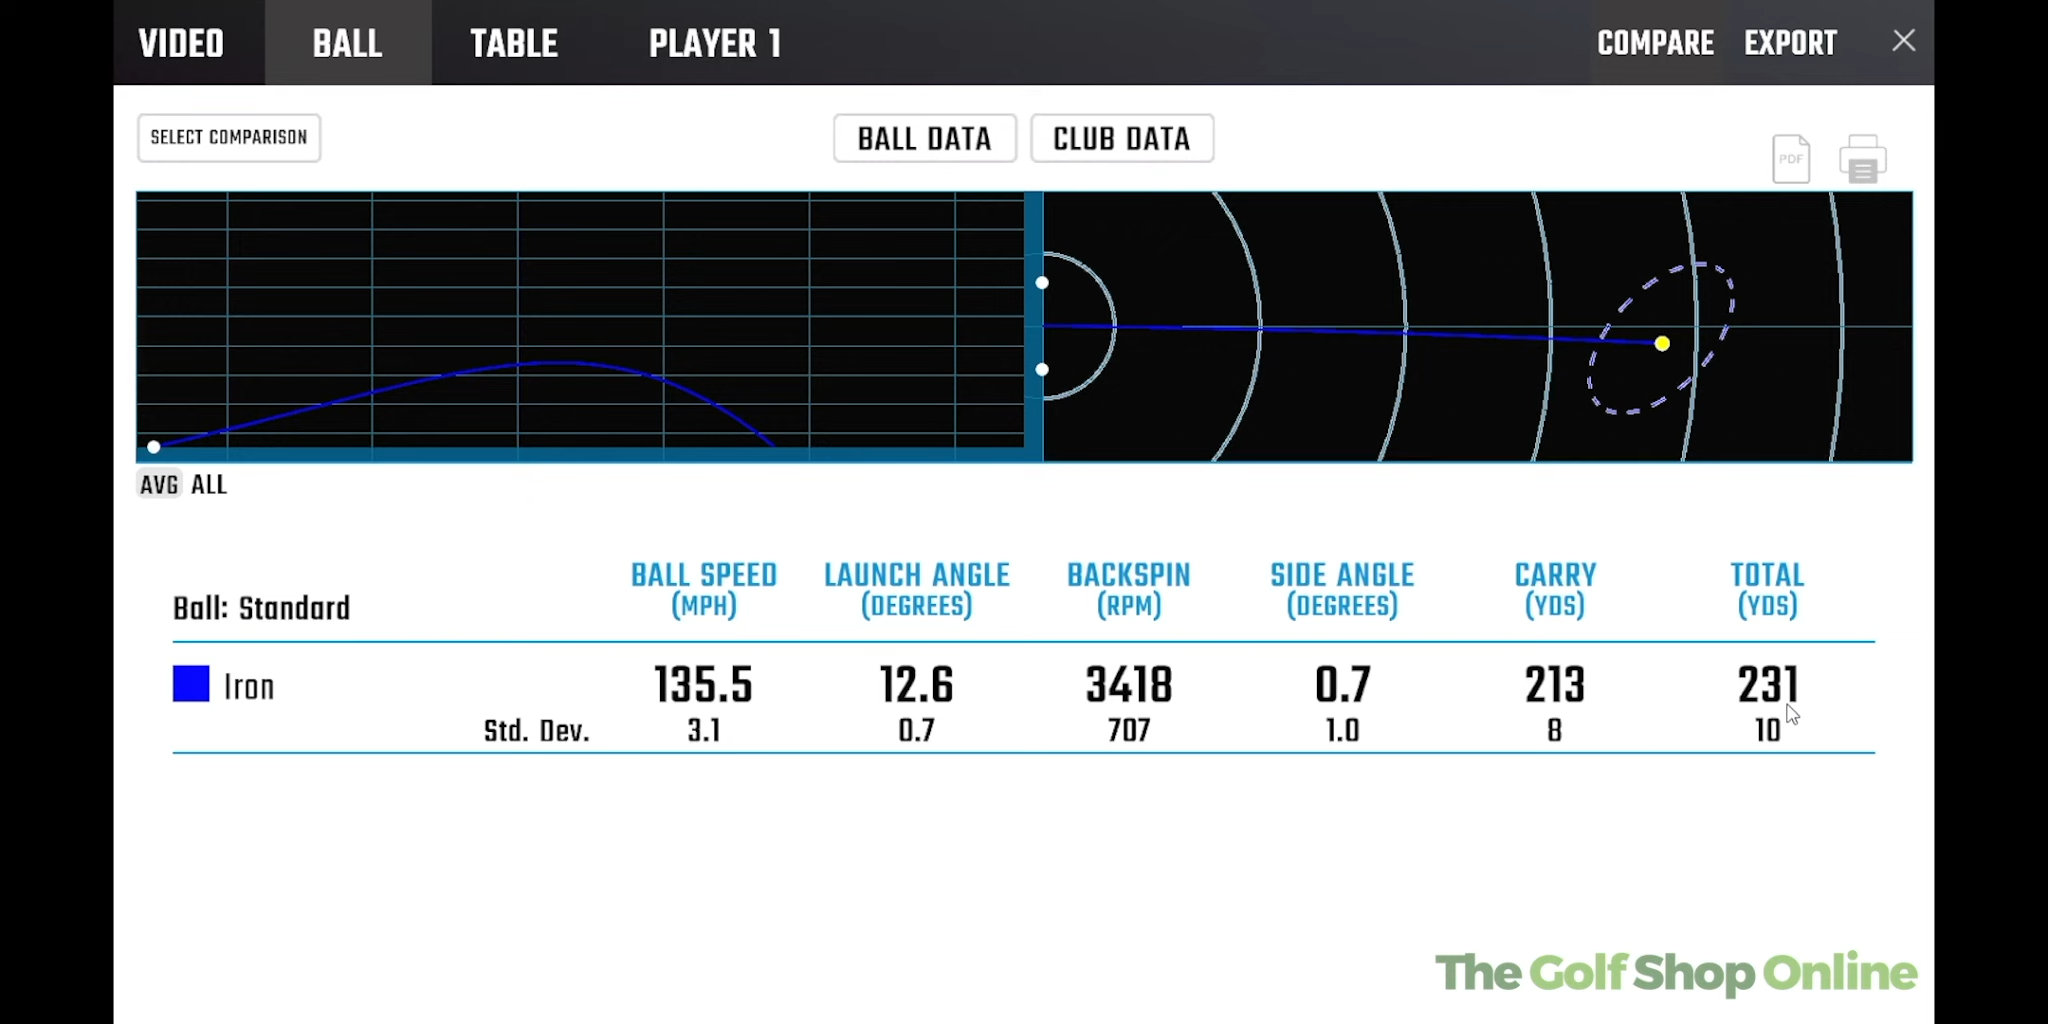 VIDEO BALL TABLE PLAYER 1 COMPARE EXPORT
SELECT COMPARISON BALL DATA CLUB DATA PDF
AVG ALL
BALL SPEED LAUNCH ANGLE BACKSPIN SIDE ANGLE CARRY TOTAL
Ball: Standard (MPH) (DEGREES) (RPM) (DEGREES) (YDS) (YDS)
Iron 135.5 12.6 3418 0.7 213 231
Std. Dev. 3.1 0.7 707 1.0 8 10
The Golf Shop Online